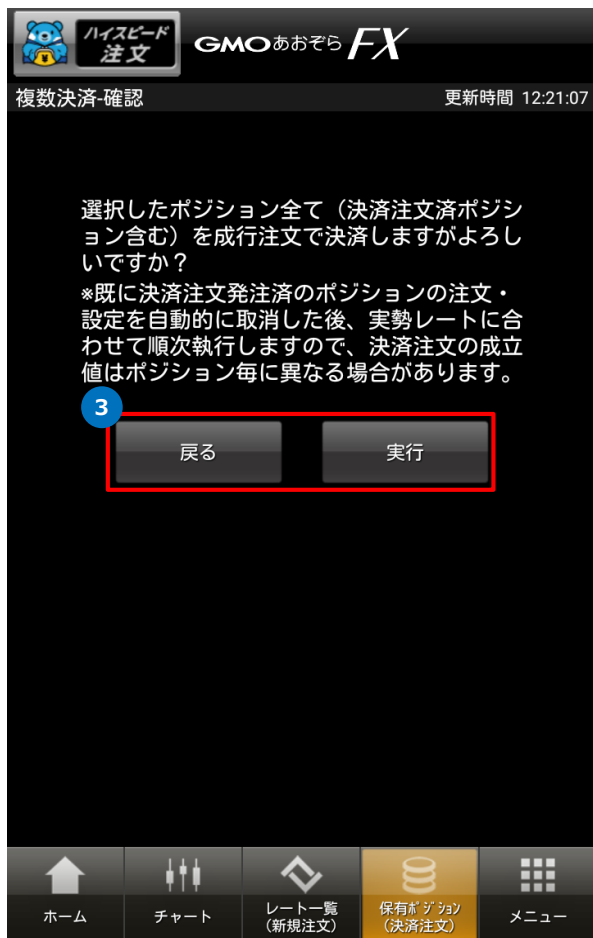 ハイスピード
注文
GMOあおぞらFX
複数決済-確認
更新時間 12:21:07
選択したポジション全て（決済注文済ポジシ
ョン含む）を成行注文で決済しますがよろし
いですか？
*既に決済注文発注済のポジションの注文・
設定を自動的に取消した後、実勢レートに合
わせて順次執行しますので、決済注文の成立
値はポジション毎に異なる場合があります。
3
戻る
実行
ホーム
チャート
レート一覧
(新規注文)
保有ﾎﾟｼﾞｼｮﾝ
(決済注文)
メニュー